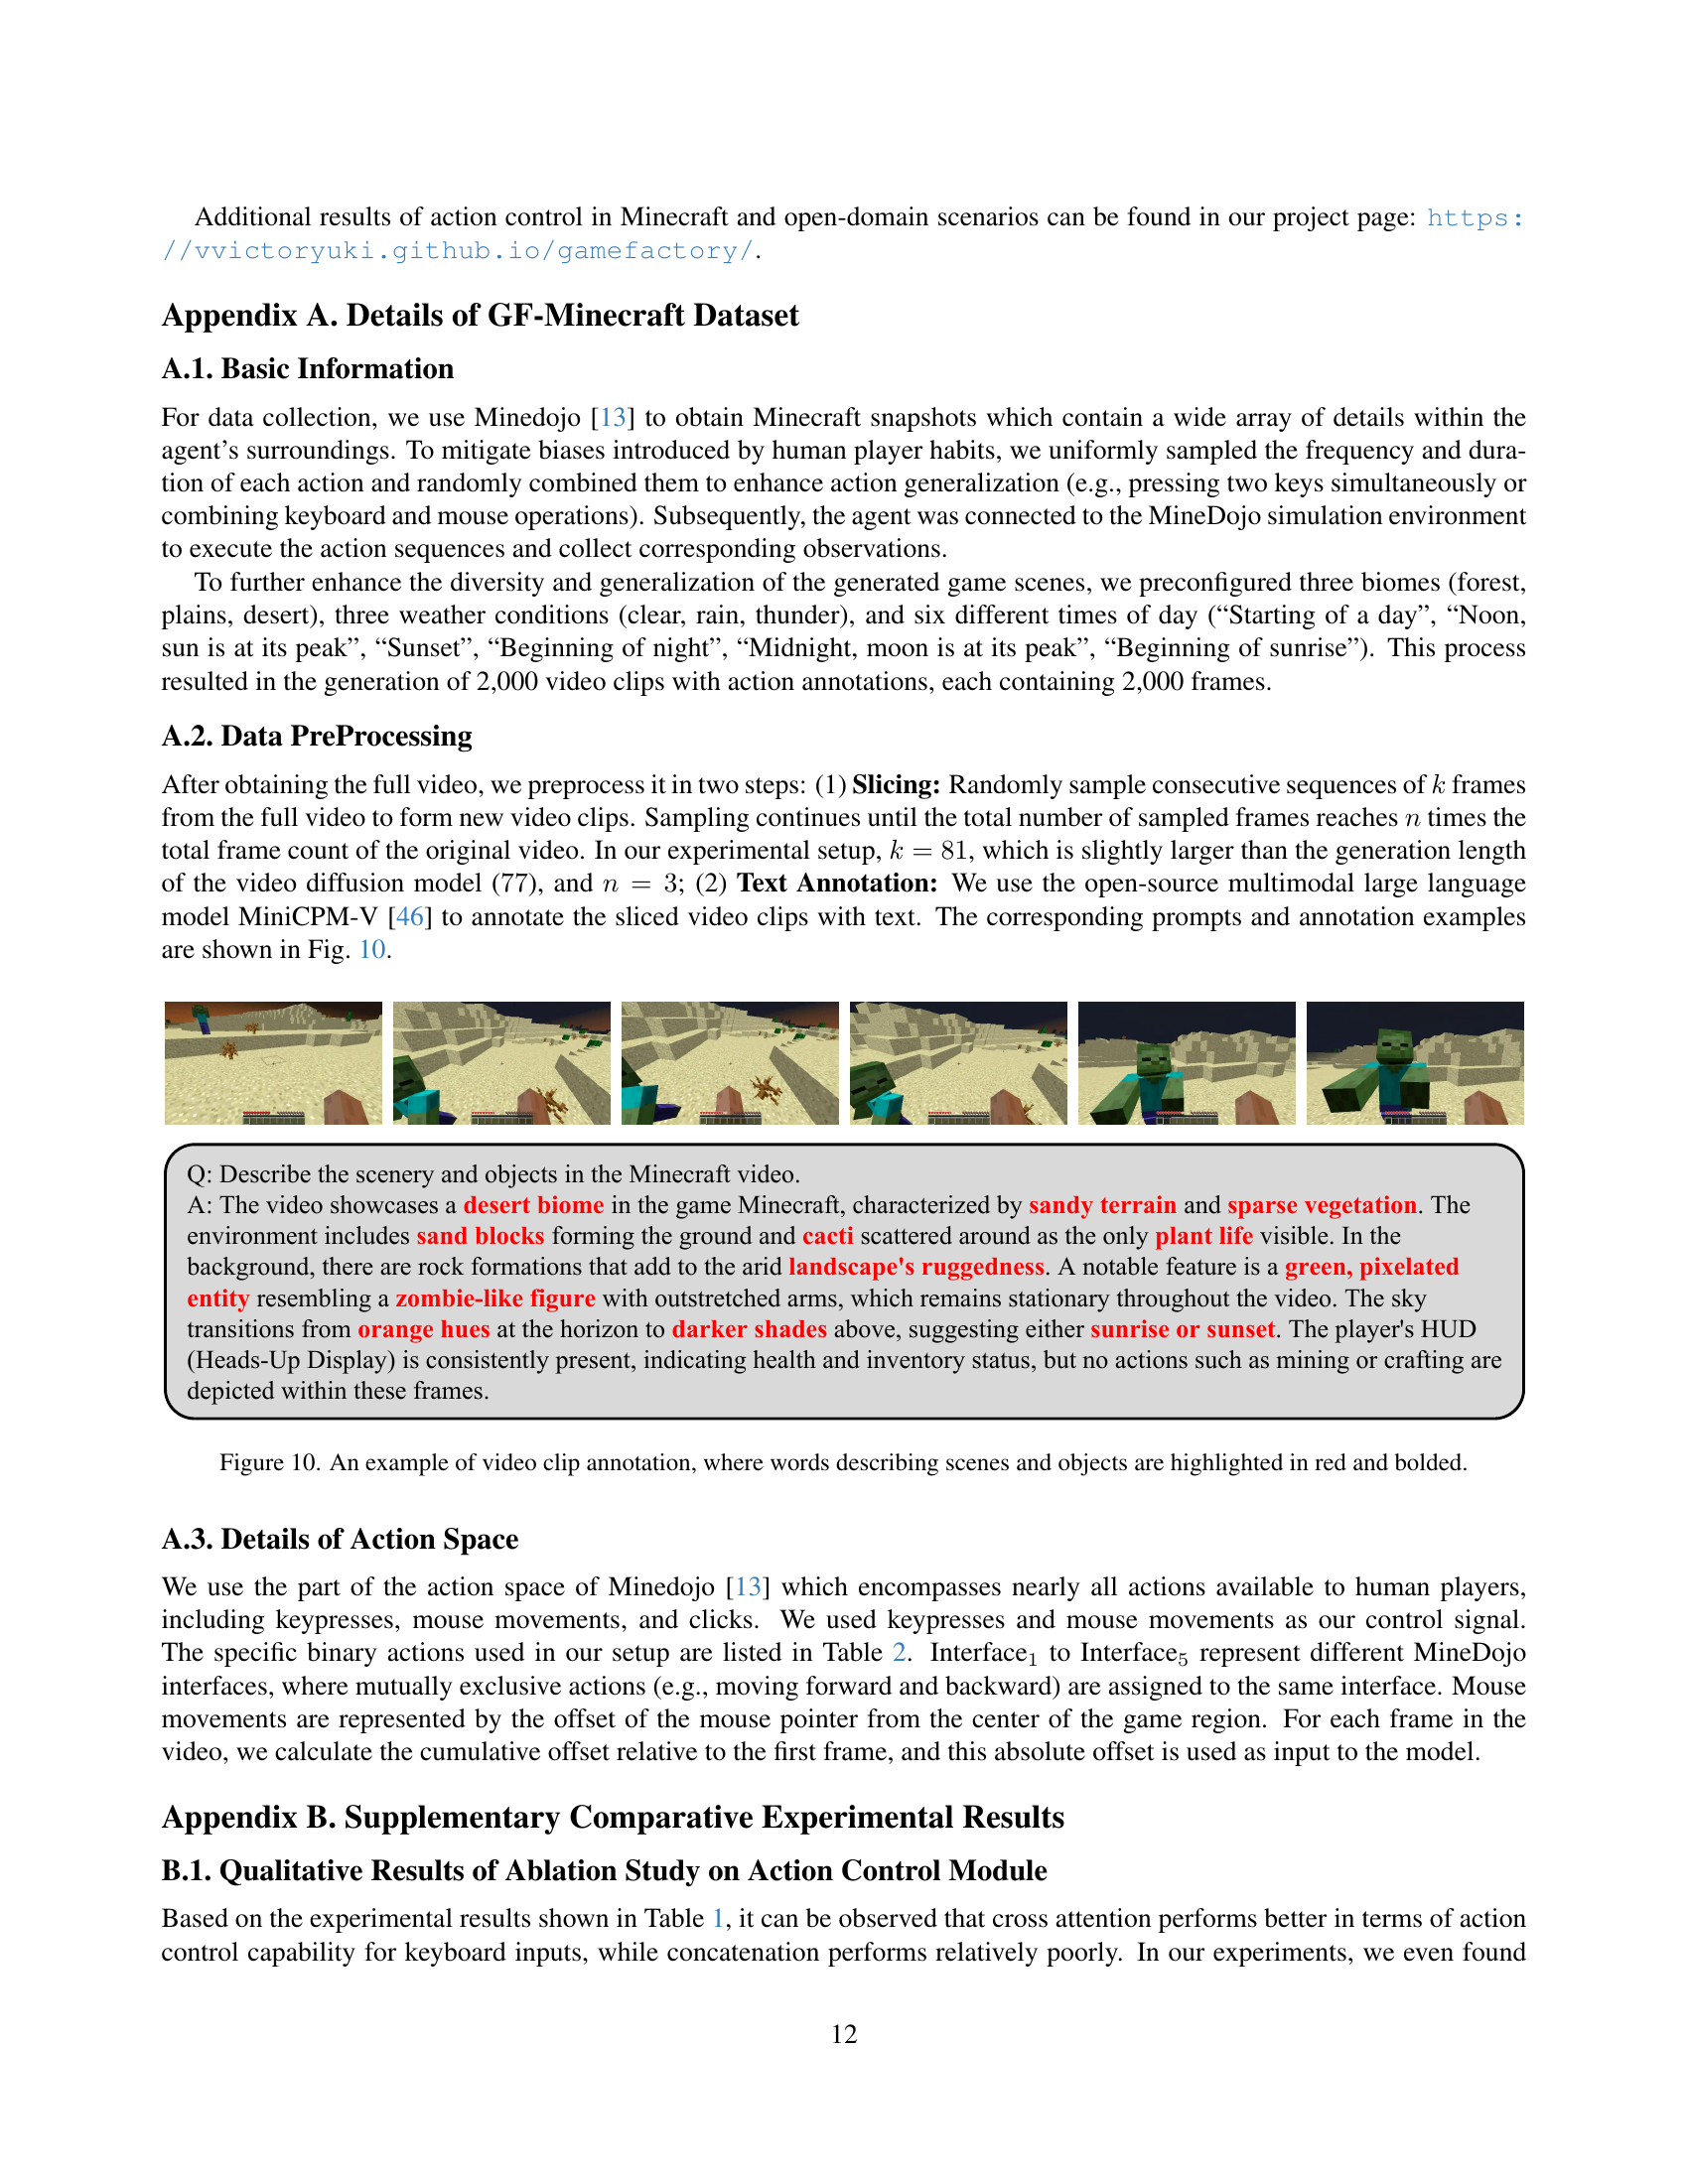 Additional results of action control in Minecraft and open-domain scenarios can be found in our project page: https:
//vvictoryuki.github.io/gamefactory/.
Appendix A. Details of GF-Minecraft Dataset
A.1. Basic Information
For data collection, we use Minedojo [13] to obtain Minecraft snapshots which contain a wide array of details within the
agent's surroundings. To mitigate biases introduced by human player habits, we uniformly sampled the frequency and dura-
tion of each action and randomly combined them to enhance action generalization (e.g., pressing two keys simultaneously or
combining keyboard and mouse operations). Subsequently, the agent was connected to the MineDojo simulation environment
to execute the action sequences and collect corresponding observations.
To further enhance the diversity and generalization of the generated game scenes, we preconfigured three biomes (forest,
plains, desert), three weather conditions (clear, rain, thunder), and six different times of day (“Starting of a day”, “Noon,
sun is at its peak”, “Sunset”, “Beginning of night”, “Midnight, moon is at its peak”, “Beginning of sunrise”). This process
resulted in the generation of 2,000 video clips with action annotations, each containing 2,000 frames.
A.2. Data PreProcessing
After obtaining the full video, we preprocess it in two steps: (1) Slicing: Randomly sample consecutive sequences of k frames
from the full video to form new video clips. Sampling continues until the total number of sampled frames reaches n times the
total frame count of the original video. In our experimental setup, k = 81, which is slightly larger than the generation length
of the video diffusion model (77), and n = 3; (2) Text Annotation: We use the open-source multimodal large language
model MiniCPM-V [46] to annotate the sliced video clips with text. The corresponding prompts and annotation examples
are shown in Fig. 10.
Q: Describe the scenery and objects in the Minecraft video.
A: The video showcases a desert biome in the game Minecraft, characterized by sandy terrain and sparse vegetation. The
environment includes sand blocks forming the ground and cacti scattered around as the only plant life visible. In the
background, there are rock formations that add to the arid landscape's ruggedness. A notable feature is a green, pixelated
entity resembling a zombie-like figure with outstretched arms, which remains stationary throughout the video. The sky
transitions from orange hues at the horizon to darker shades above, suggesting either sunrise or sunset. The player's HUD
(Heads-Up Display) is consistently present, indicating health and inventory status, but no actions such as mining or crafting are
depicted within these frames.
Figure 10. An example of video clip annotation, where words describing scenes and objects are highlighted in red and bolded.
A.3. Details of Action Space
We use the part of the action space of Minedojo [13] which encompasses nearly all actions available to human players,
including keypresses, mouse movements, and clicks. We used keypresses and mouse movements as our control signal.
The specific binary actions used in our setup are listed in Table 2. Interface₁ to Interface₅ represent different MineDojo
interfaces, where mutually exclusive actions (e.g., moving forward and backward) are assigned to the same interface. Mouse
movements are represented by the offset of the mouse pointer from the center of the game region. For each frame in the
video, we calculate the cumulative offset relative to the first frame, and this absolute offset is used as input to the model.
Appendix B. Supplementary Comparative Experimental Results
B.1. Qualitative Results of Ablation Study on Action Control Module
Based on the experimental results shown in Table 1, it can be observed that cross attention performs better in terms of action
control capability for keyboard inputs, while concatenation performs relatively poorly. In our experiments, we even found
12